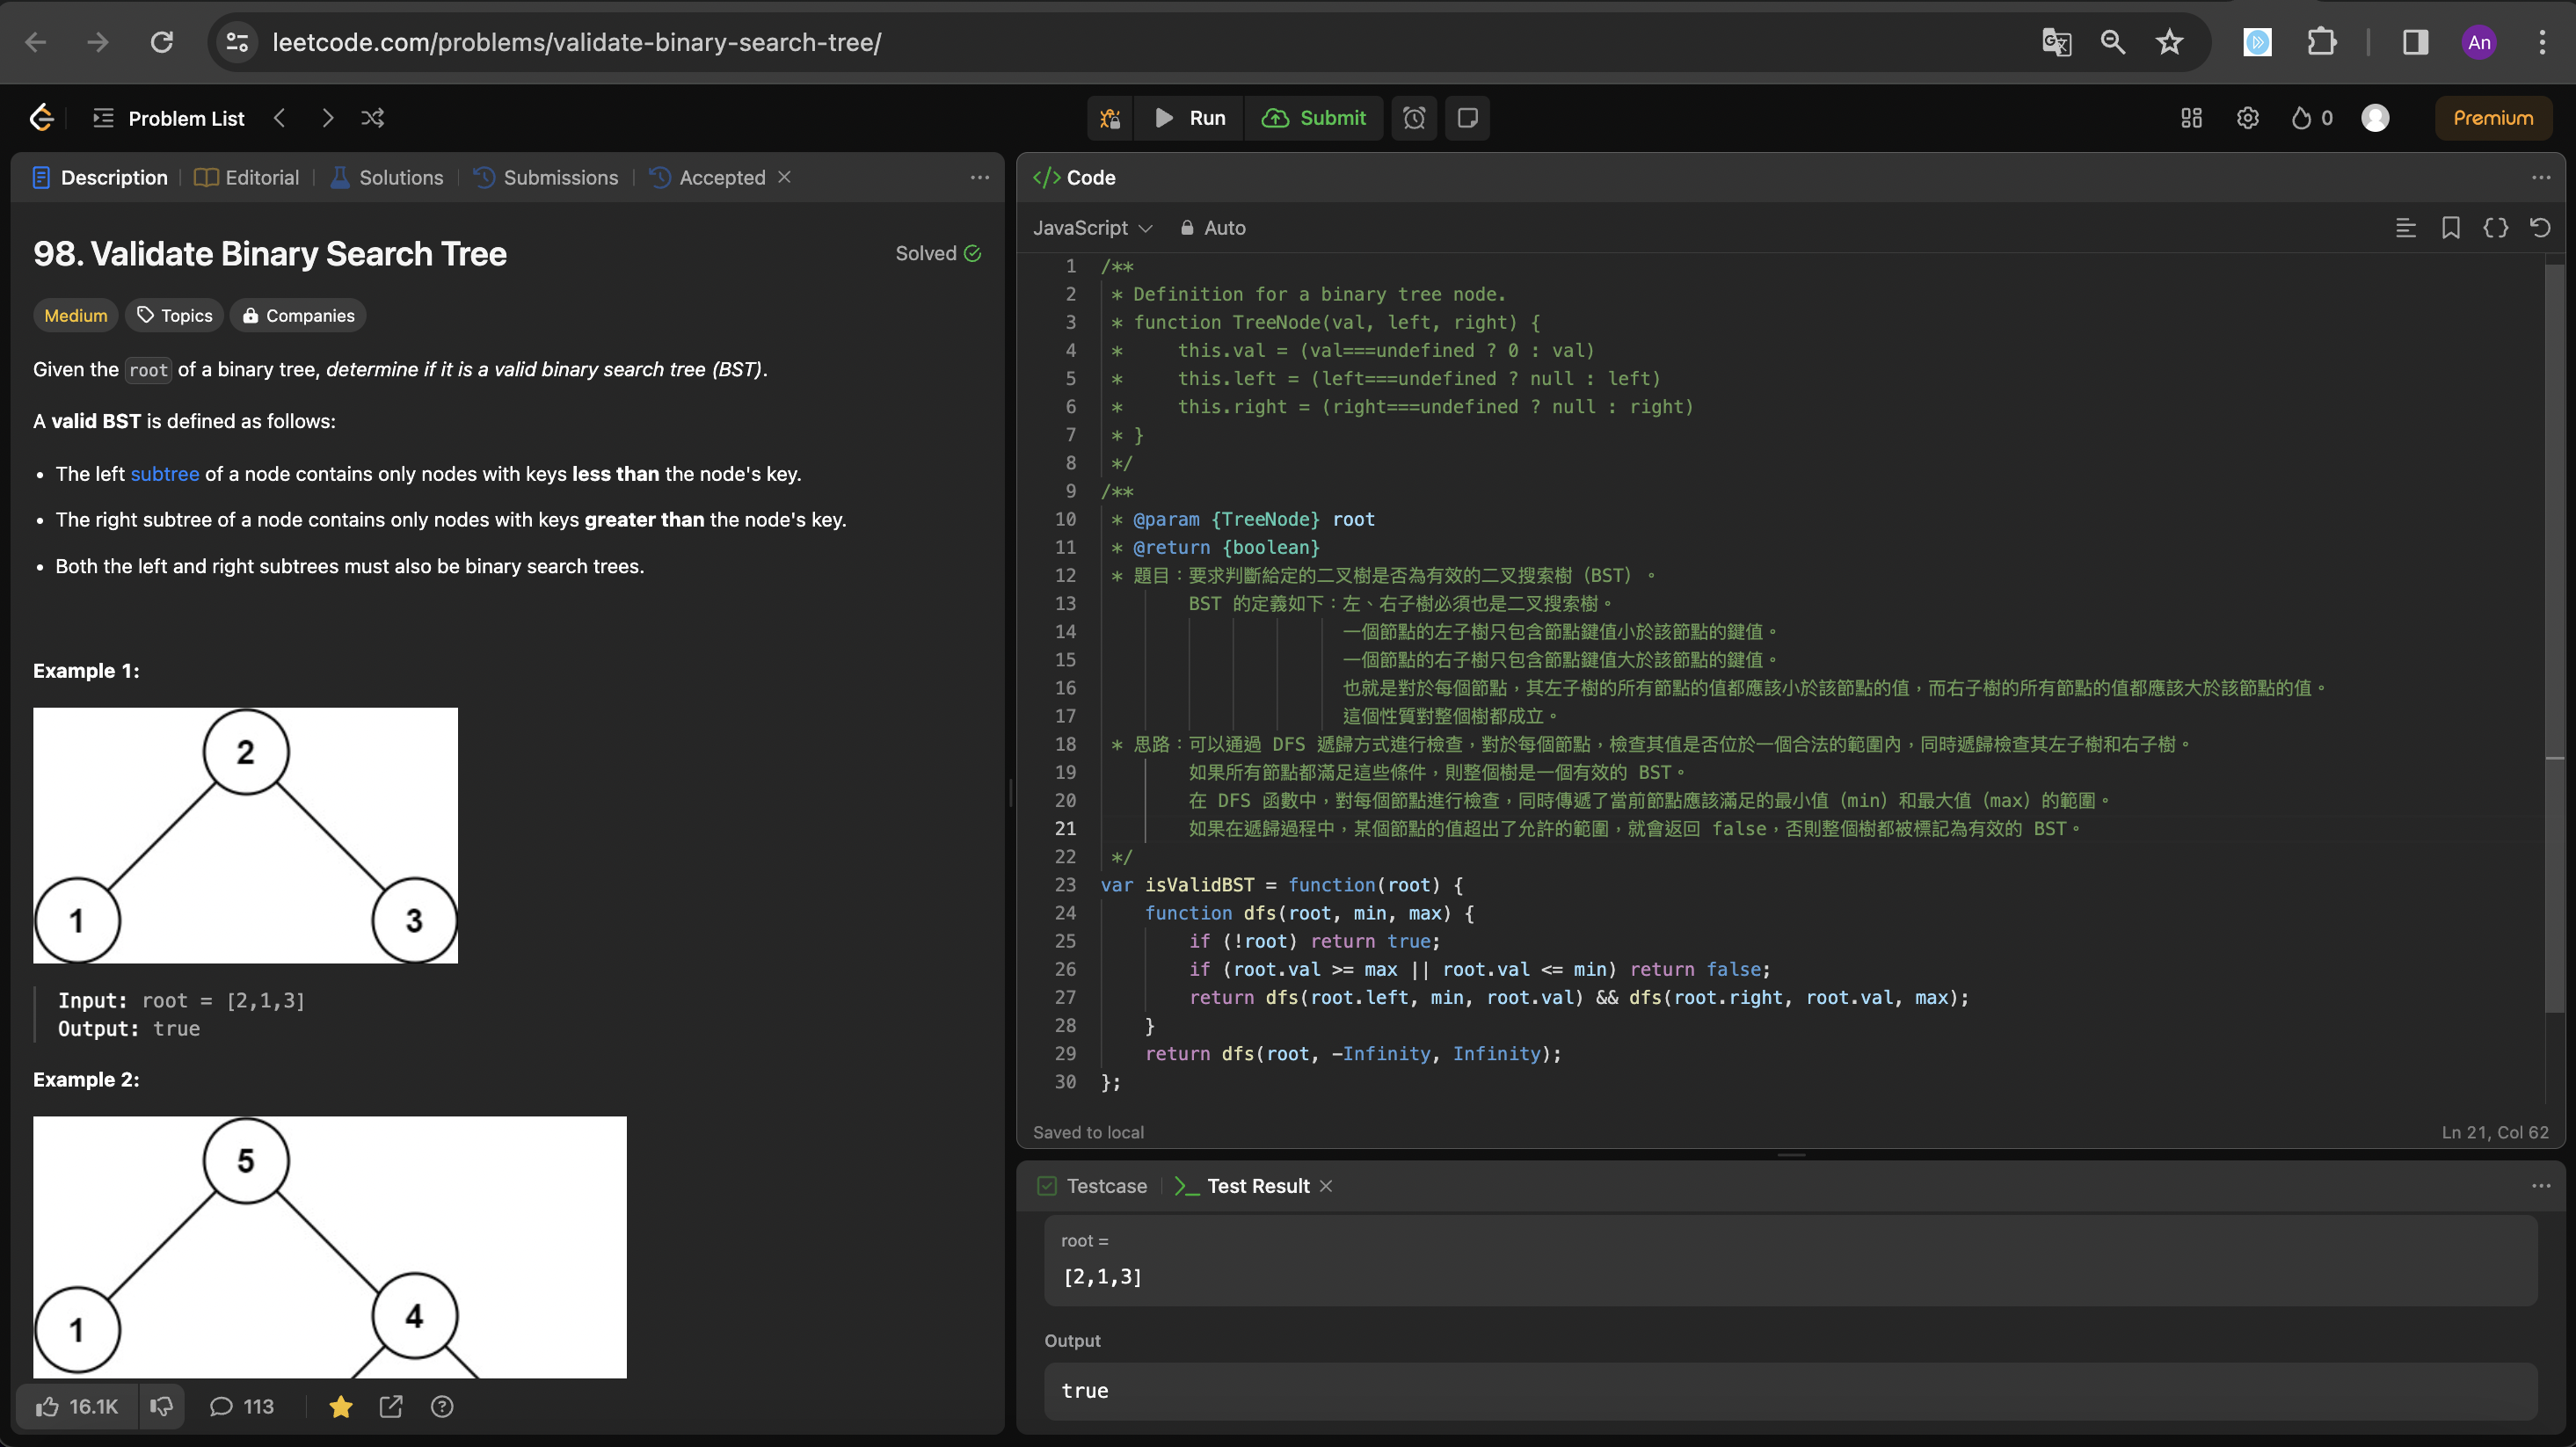 leetcode.com/problems/validate-binary-search-tree/
An
Problem List
Run
Submit
0
Premium
Description
Editorial
Solutions
Submissions
Accepted
98. Validate Binary Search Tree
Solved
Medium
Topics
Companies
Given the root of a binary tree, determine if it is a valid binary search tree (BST).
A valid BST is defined as follows:
• The left subtree of a node contains only nodes with keys less than the node's key.
• The right subtree of a node contains only nodes with keys greater than the node's key.
• Both the left and right subtrees must also be binary search trees.
Example 1:
2
1
3
Input: root = [2,1,3]
Output: true
Example 2:
5
1
4
16.1K
113
</> Code
JavaScript
Auto
1 /**
2 * Definition for a binary tree node.
3 * function TreeNode(val, left, right) {
4 *     this.val = (val===undefined ? 0 : val)
5 *     this.left = (left===undefined ? null : left)
6 *     this.right = (right===undefined ? null : right)
7 * }
8 */
9 /**
10 * @param {TreeNode} root
11 * @return {boolean}
12 * 題目：要求判斷給定的二叉樹是否為有效的二叉搜索樹（BST）。
13 BST 的定義如下：左、右子樹必須也是二叉搜索樹。
14 一個節點的左子樹只包含節點鍵值小於該節點的鍵值。
15 一個節點的右子樹只包含節點鍵值大於該節點的鍵值。
16 也就是對於每個節點，其左子樹的所有節點的值都應該小於該節點的值，而右子樹的所有節點的值都應該大於該節點的值。
17 這個性質對整個樹都成立。
18 * 思路：可以通過 DFS 遞歸方式進行檢查，對於每個節點，檢查其值是否位於一個合法的範圍內，同時遞歸檢查其左子樹和右子樹。
19 如果所有節點都滿足這些條件，則整個樹是一個有效的 BST。
20 在 DFS 函數中，對每個節點進行檢查，同時傳遞了當前節點應該滿足的最小值（min）和最大值（max）的範圍。
21 如果在遞歸過程中，某個節點的值超出了允許的範圍，就會返回 false，否則整個樹都被標記為有效的 BST。
22 */
23 var isValidBST = function(root) {
24     function dfs(root, min, max) {
25         if (!root) return true;
26         if (root.val >= max || root.val <= min) return false;
27         return dfs(root.left, min, root.val) && dfs(root.right, root.val, max);
28     }
29     return dfs(root, -Infinity, Infinity);
30 };
Saved to local
Ln 21, Col 62
Testcase
Test Result
root =
[2,1,3]
Output
true